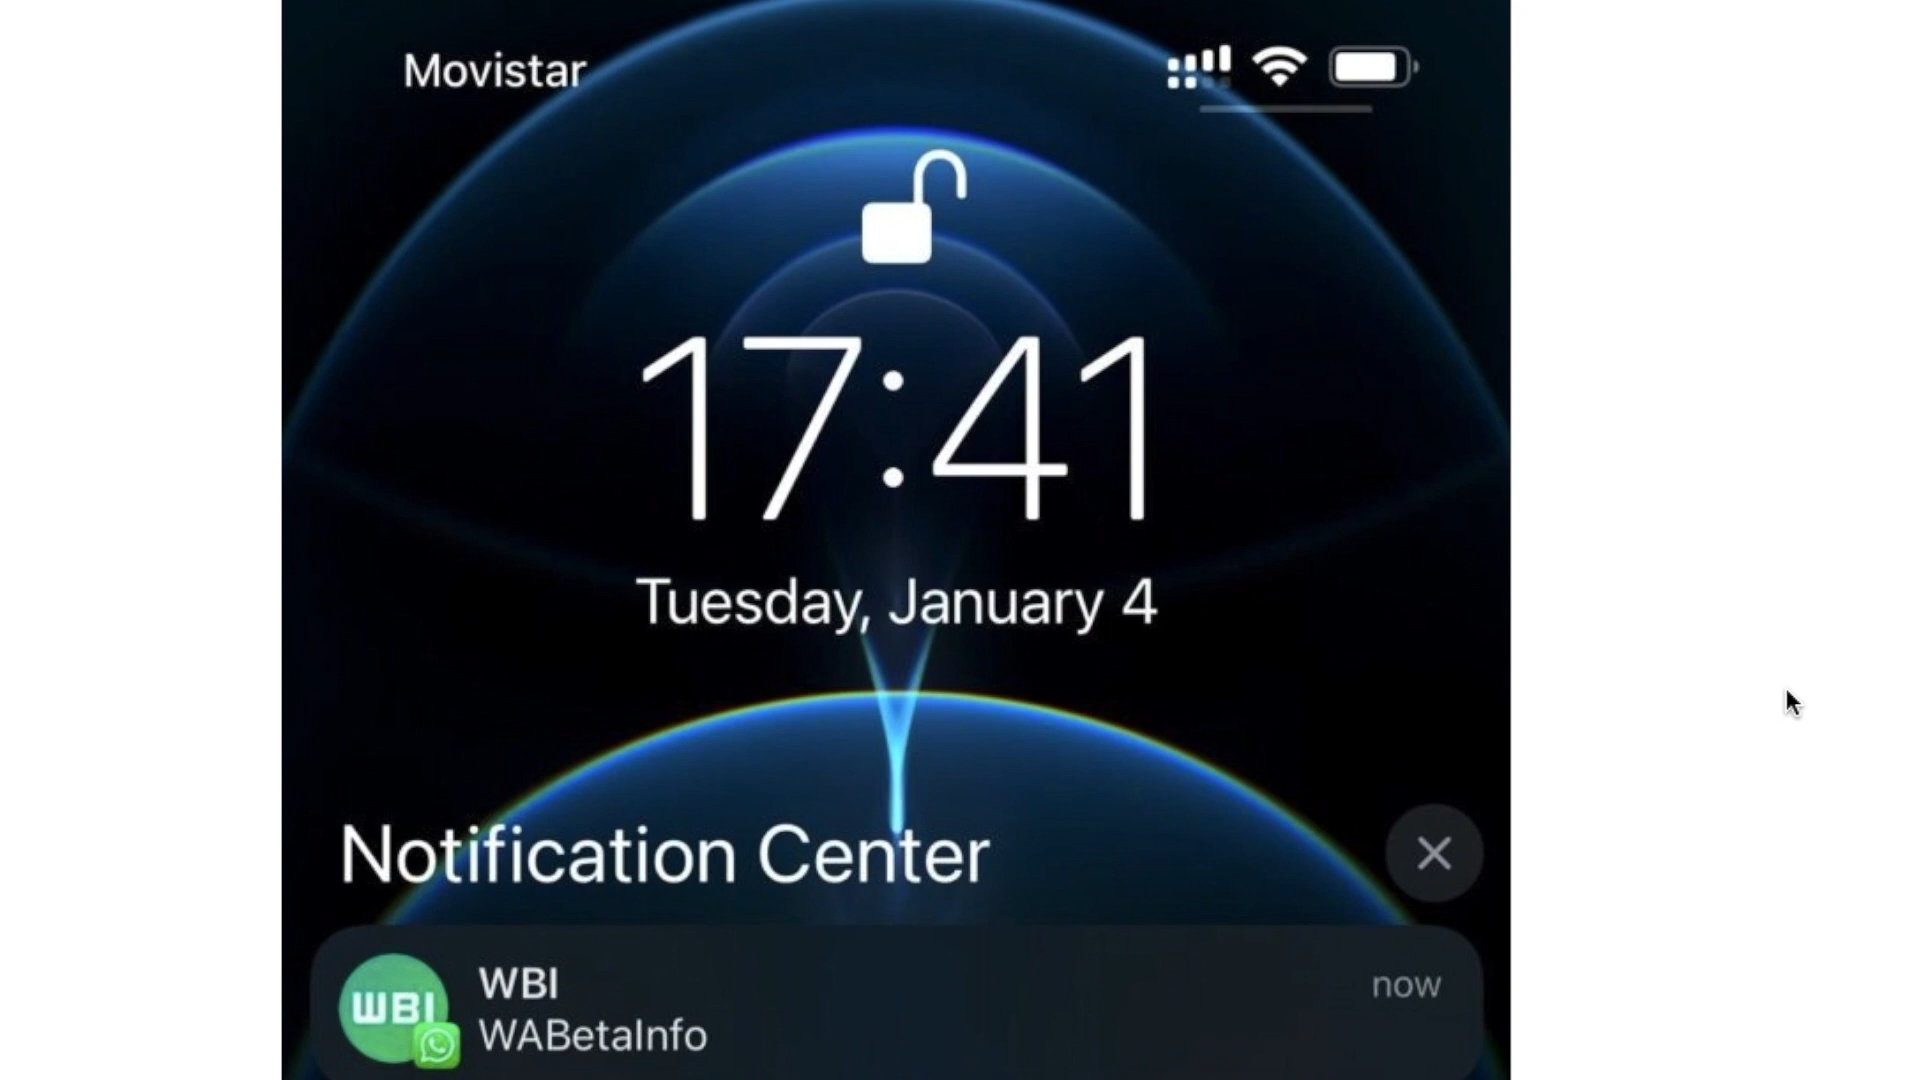 Movistar
17:41
Tuesday, January 4
Notification Center
WBI
WBI
now
WABetaInfo